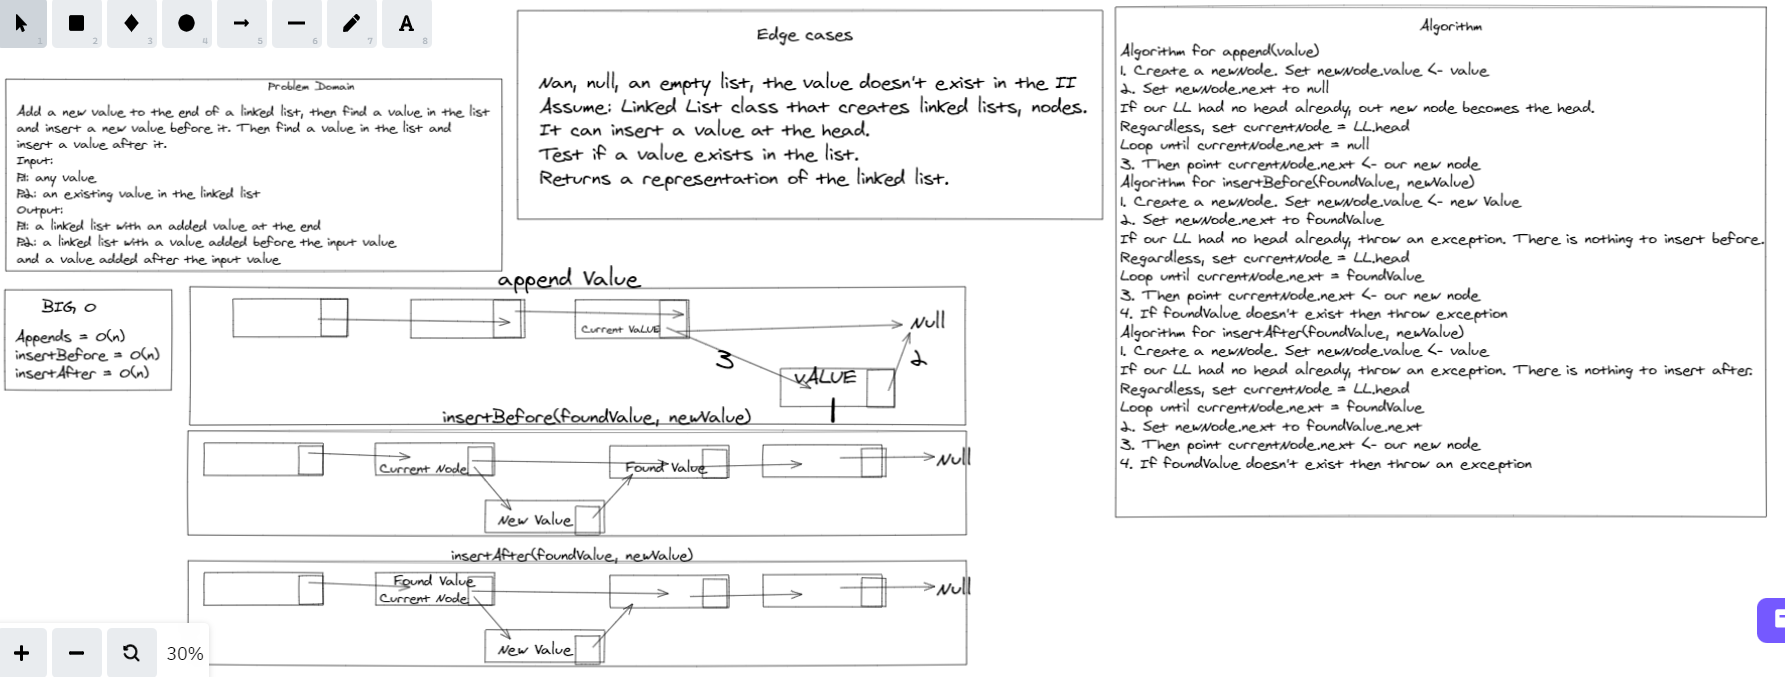 1
2
3
4
5
6
7
A
8
Problem Domain
Add a new value to the end of a linked list, then find a value in the list
and insert a new value before it. Then find a value in the list and
insert a value after it.
Input:
P1: any value
P2: an existing value in the linked list
Output:
P1: a linked list with an added value at the end
P2: a linked list with a value added before the input value
and a value added after the input value
Edge cases
Nan, null, an empty list, the value doesn't exist in the II
Assume: Linked List class that creates linked lists, nodes.
It can insert a value at the head.
Test if a value exists in the list.
Returns a representation of the linked list.
Algorithm
Algorithm for append(value)
1. Create a newNode. Set newNode.value <- value
2. Set newNode.next to null
If our LL had no head already, out new node becomes the head.
Regardless, set currentNode = LL.head
Loop until currentNode.next = null
3. Then point currentNode.next <- our new node
Algorithm for insertBefore(foundValue, newValue)
1. Create a newNode. Set newNode.value <- new Value
2. Set newNode.next to foundValue
If our LL had no head already, throw an exception. There is nothing to insert before.
Regardless, set currentNode = LL.head
Loop until currentNode.next = foundValue
3. Then point currentNode.next <- our new node
4. If foundValue doesn't exist then throw exception
Algorithm for insertAfter(foundValue, newValue)
1. Create a newNode. Set newNode.value <- value
If our LL had no head already, throw an exception. There is nothing to insert after.
Regardless, set currentNode = LL.head
Loop until currentNode.next = foundValue
2. Set newNode.next to foundValue.next
3. Then point currentNode.next <- our new node
4. If foundValue doesn't exist then throw an exception
BIG O
Appends = O(n)
insertBefore = O(n)
insertAfter = O(n)
append Value
Current VaLUE
Null
3
2
vALUE
1
insertBefore(foundValue, newValue)
Current Node
Found Value
Null
New Value
insertAfter(foundValue, newValue)
Found Value
Current Node
Null
New Value
30%